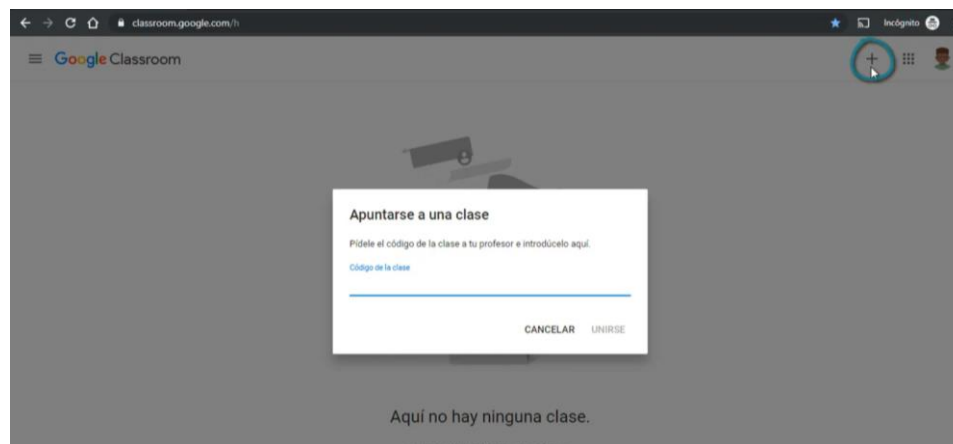 classroom.google.com/h
Incógnito
Google Classroom
Apuntarse a una clase
Pídele el código de la clase a tu profesor e introdúcelo aquí.
Código de la clase
CANCELAR UNIRSE
Aquí no hay ninguna clase.